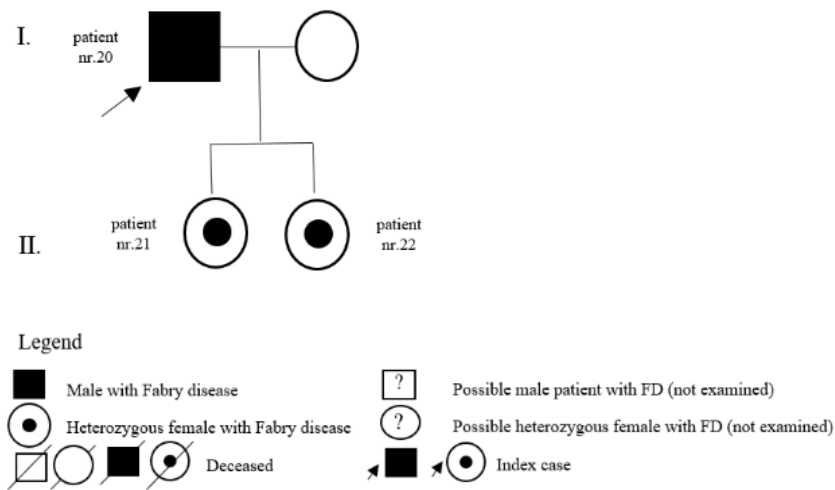 I.
patient
nr.20
patient
nr.21
patient
nr.22
II.
Legend
Male with Fabry disease
? Possible male patient with FD (not examined)
Heterozygous female with Fabry disease
? Possible heterozygous female with FD (not examined)
Deceased
Index case